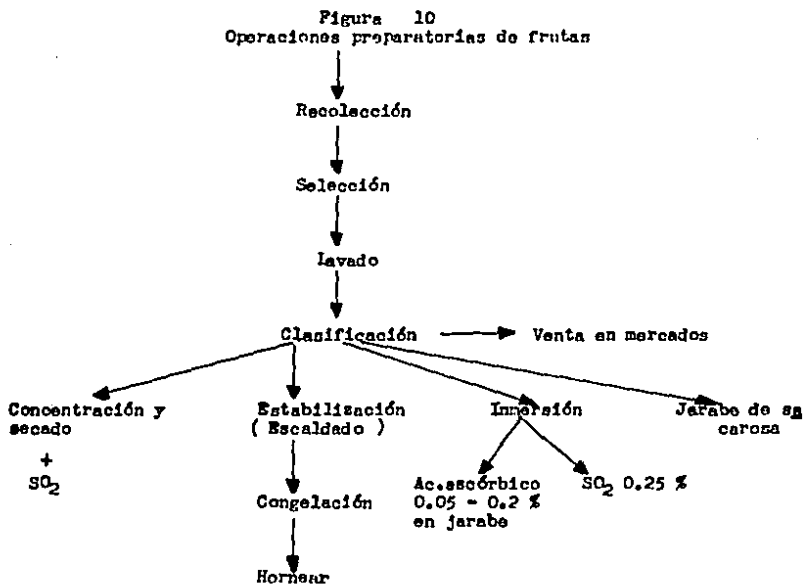 Figura 10
Operaciones preparatorias de frutas
Recolección
Selección
Lavado
Clasificación
Venta en mercados
Concentración y
secado
+
SO2
Estabilización
( Escaldado )
Congelación
Hornear
Inmersión
Ac.ascórbico
0.05 - 0.2 %
en jarabe
SO2 0.25 %
Jarabe de sa
carosa